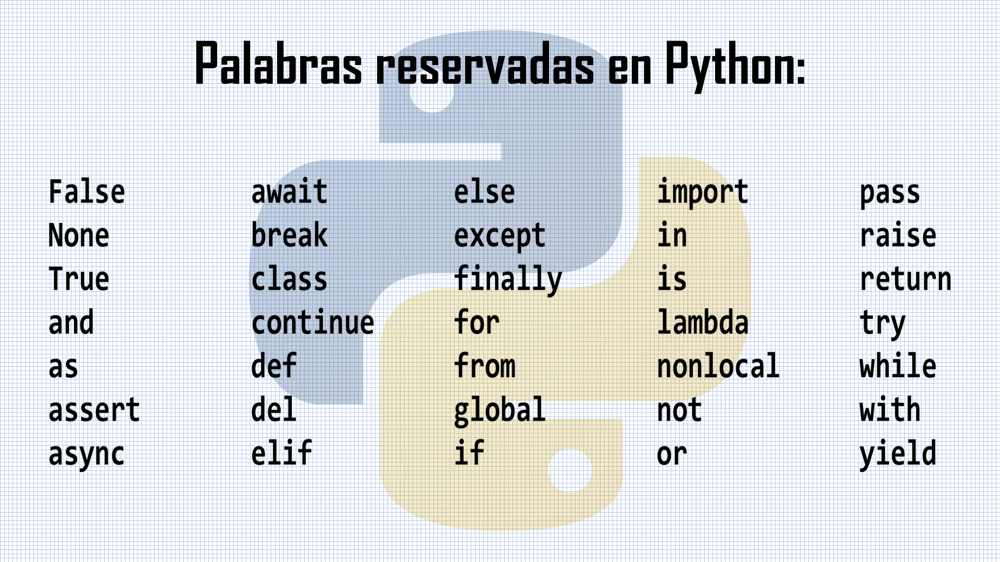 Palabras reservadas en Python:
False await else import pass
None break except in raise
True class finally is return
and continue for lambda try
as def from nonlocal while
assert del global not with
async elif if or yield